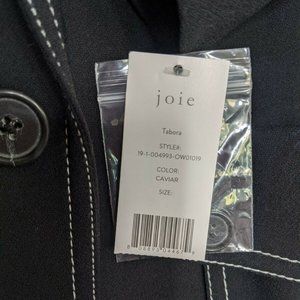 joie
Tabora
STYLE#:
19-1-004993-OW01019
COLOR:
CAVIAR
SIZE: